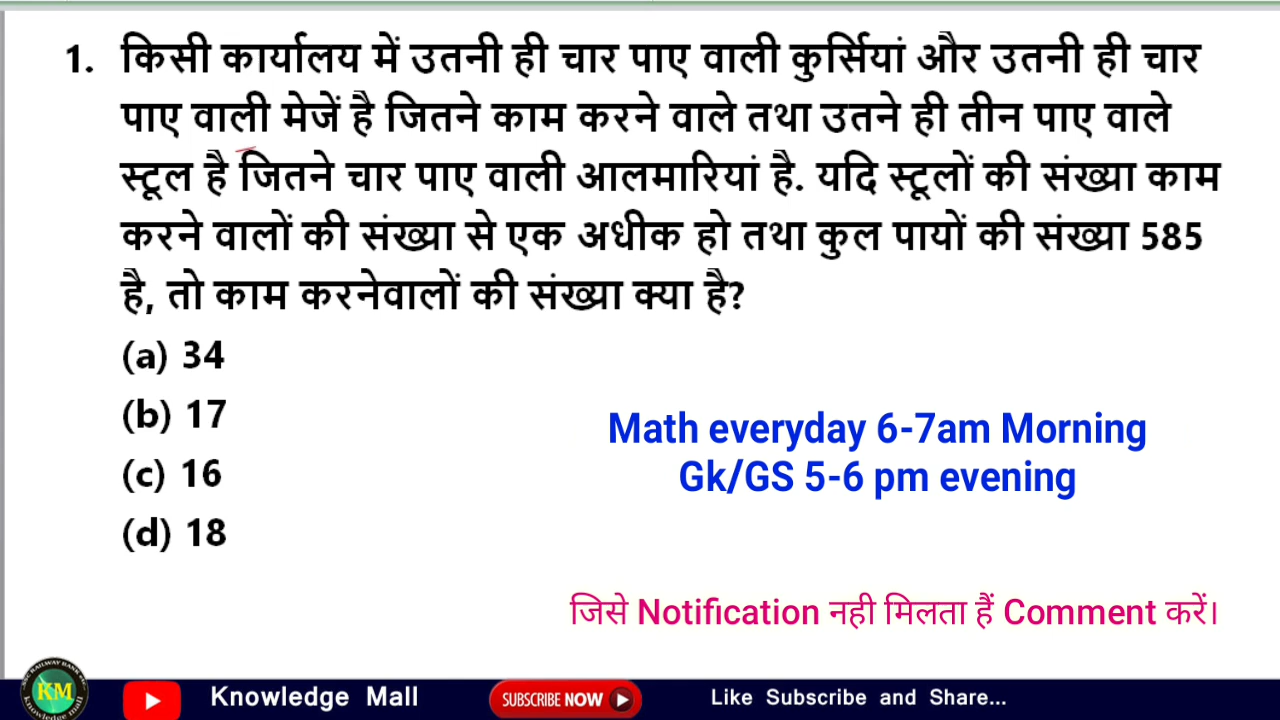 1. किसी कार्यालय में उतनी ही चार पाए वाली कुर्सियां और उतनी ही चार
पाए वाली मेजें है जितने काम करने वाले तथा उतने ही तीन पाए वाले
स्टूल है जितने चार पाए वाली आलमारियां है. यदि स्टूलों की संख्या काम
करने वालों की संख्या से एक अधीक हो तथा कुल पायों की संख्या 585
है, तो काम करनेवालों की संख्या क्या है?
(a) 34
(b) 17
(c) 16
(d) 18
Math everyday 6-7am Morning
Gk/GS 5-6 pm evening
जिसे Notification नही मिलता हैं Comment करें।
KM
Knowledge Mall
SUBSCRIBE NOW
Like Subscribe and Share...